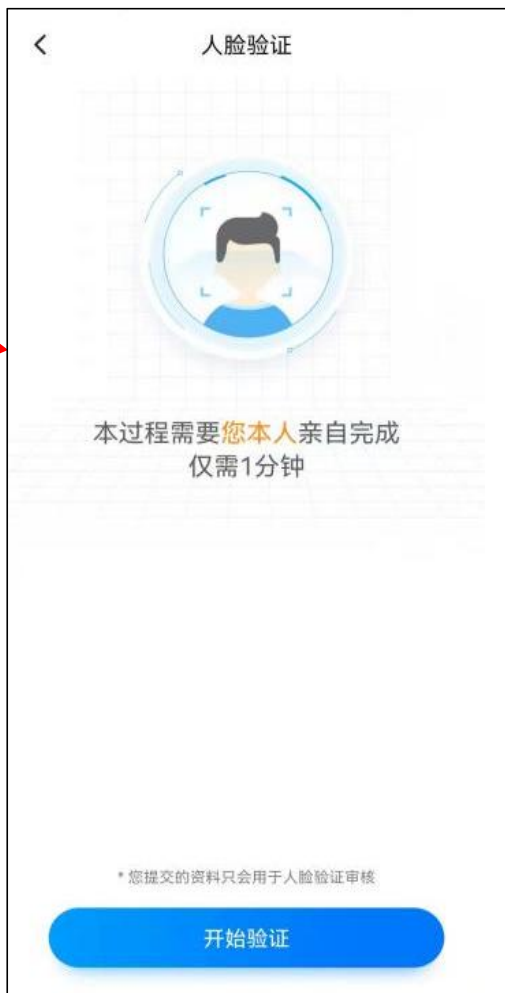 人脸验证
本过程需要您本人亲自完成
仅需1分钟
*您提交的资料只会用于人脸验证审核
开始验证